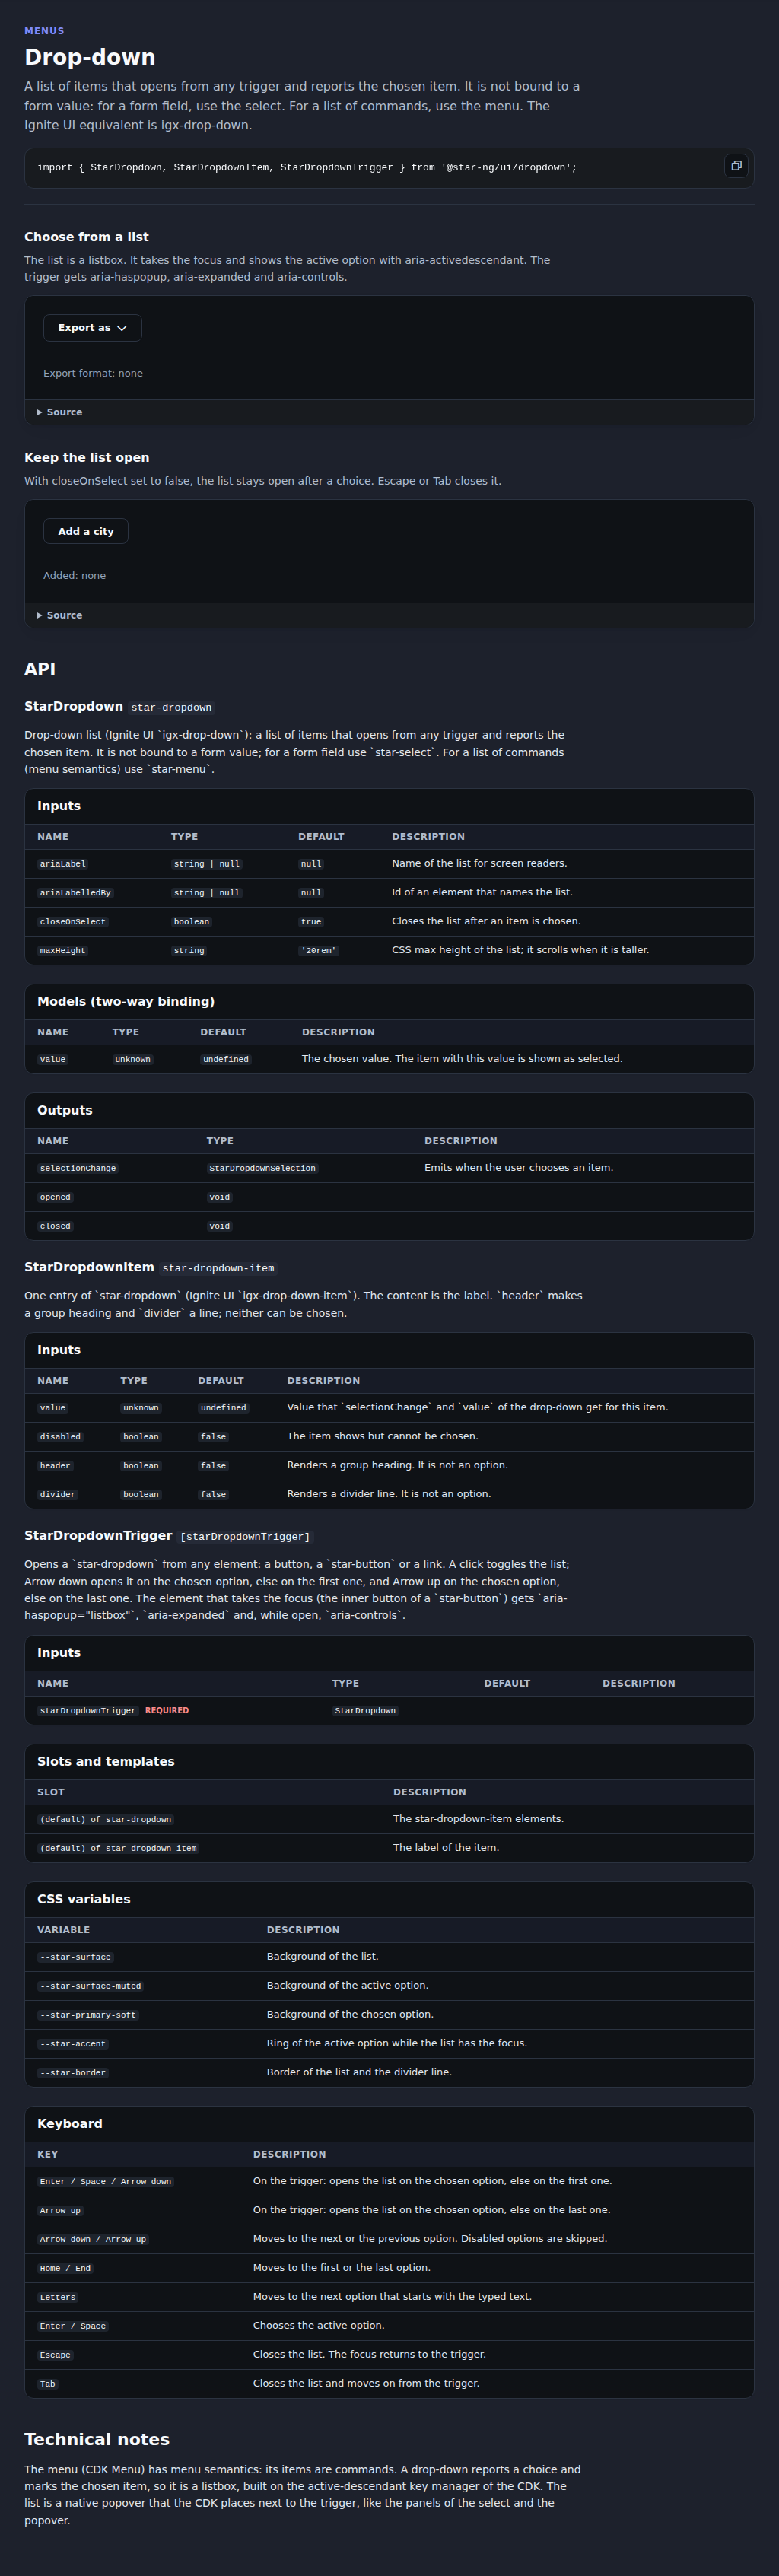 MENUS
Drop-down
A list of items that opens from any trigger and reports the chosen item. It is not bound to a
form value: for a form field, use the select. For a list of commands, use the menu. The
Ignite UI equivalent is igx-drop-down.
import { StarDropdown, StarDropdownItem, StarDropdownTrigger } from '@star-ng/ui/dropdown';
Choose from a list
The list is a listbox. It takes the focus and shows the active option with aria-activedescendant. The
trigger gets aria-haspopup, aria-expanded and aria-controls.
Export as
Export format: none
Source
Keep the list open
With closeOnSelect set to false, the list stays open after a choice. Escape or Tab closes it.
Add a city
Added: none
Source
API
StarDropdown star-dropdown
Drop-down list (Ignite UI `igx-drop-down`): a list of items that opens from any trigger and reports the
chosen item. It is not bound to a form value; for a form field use `star-select`. For a list of commands
(menu semantics) use `star-menu`.
Inputs
NAME TYPE DEFAULT DESCRIPTION
ariaLabel string | null null Name of the list for screen readers.
ariaLabelledBy string | null null Id of an element that names the list.
closeOnSelect boolean true Closes the list after an item is chosen.
maxHeight string '20rem' CSS max height of the list; it scrolls when it is taller.
Models (two-way binding)
NAME TYPE DEFAULT DESCRIPTION
value unknown undefined The chosen value. The item with this value is shown as selected.
Outputs
NAME TYPE DESCRIPTION
selectionChange StarDropdownSelection Emits when the user chooses an item.
opened void
closed void
StarDropdownItem star-dropdown-item
One entry of `star-dropdown` (Ignite UI `igx-drop-down-item`). The content is the label. `header` makes
a group heading and `divider` a line; neither can be chosen.
Inputs
NAME TYPE DEFAULT DESCRIPTION
value unknown undefined Value that `selectionChange` and `value` of the drop-down get for this item.
disabled boolean false The item shows but cannot be chosen.
header boolean false Renders a group heading. It is not an option.
divider boolean false Renders a divider line. It is not an option.
StarDropdownTrigger [starDropdownTrigger]
Opens a `star-dropdown` from any element: a button, a `star-button` or a link. A click toggles the list;
Arrow down opens it on the chosen option, else on the first one, and Arrow up on the chosen option,
else on the last one. The element that takes the focus (the inner button of a `star-button`) gets `aria-
haspopup="listbox"`, `aria-expanded` and, while open, `aria-controls`.
Inputs
NAME TYPE DEFAULT DESCRIPTION
starDropdownTrigger REQUIRED StarDropdown
Slots and templates
SLOT DESCRIPTION
(default) of star-dropdown The star-dropdown-item elements.
(default) of star-dropdown-item The label of the item.
CSS variables
VARIABLE DESCRIPTION
--star-surface Background of the list.
--star-surface-muted Background of the active option.
--star-primary-soft Background of the chosen option.
--star-accent Ring of the active option while the list has the focus.
--star-border Border of the list and the divider line.
Keyboard
KEY DESCRIPTION
Enter / Space / Arrow down On the trigger: opens the list on the chosen option, else on the first one.
Arrow up On the trigger: opens the list on the chosen option, else on the last one.
Arrow down / Arrow up Moves to the next or the previous option. Disabled options are skipped.
Home / End Moves to the first or the last option.
Letters Moves to the next option that starts with the typed text.
Enter / Space Chooses the active option.
Escape Closes the list. The focus returns to the trigger.
Tab Closes the list and moves on from the trigger.
Technical notes
The menu (CDK Menu) has menu semantics: its items are commands. A drop-down reports a choice and
marks the chosen item, so it is a listbox, built on the active-descendant key manager of the CDK. The
list is a native popover that the CDK places next to the trigger, like the panels of the select and the
popover.